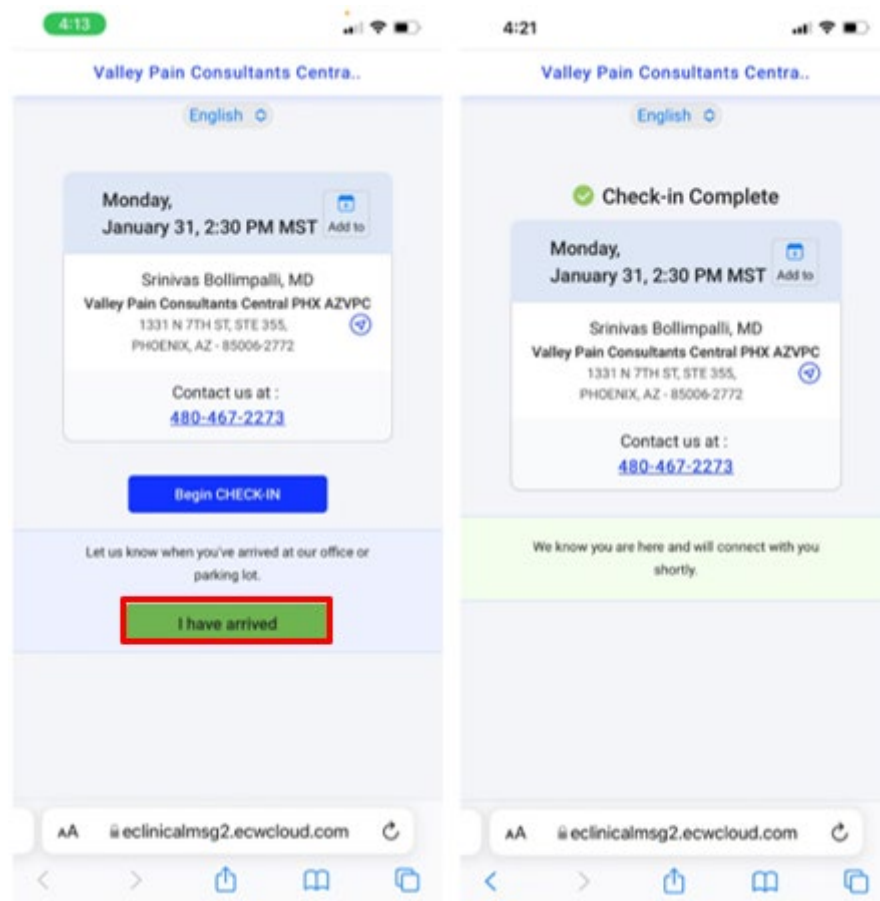 4:13
Valley Pain Consultants Centra..
English
Monday,
January 31, 2:30 PM MST
Add to
Srinivas Bollimpalli, MD
Valley Pain Consultants Central PHX AZVPC
1331 N 7TH ST, STE 355,
PHOENIX, AZ - 85006-2772
Contact us at :
480-467-2273
Begin CHECK-IN
Let us know when you've arrived at our office or
parking lot.
I have arrived
AA eclinicalmsg2.ecwcloud.com
4:21
Valley Pain Consultants Centra..
English
Check-in Complete
Monday,
January 31, 2:30 PM MST
Add to
Srinivas Bollimpalli, MD
Valley Pain Consultants Central PHX AZVPC
1331 N 7TH ST, STE 355,
PHOENIX, AZ - 85006-2772
Contact us at :
480-467-2273
We know you are here and will connect with you
shortly.
AA eclinicalmsg2.ecwcloud.com